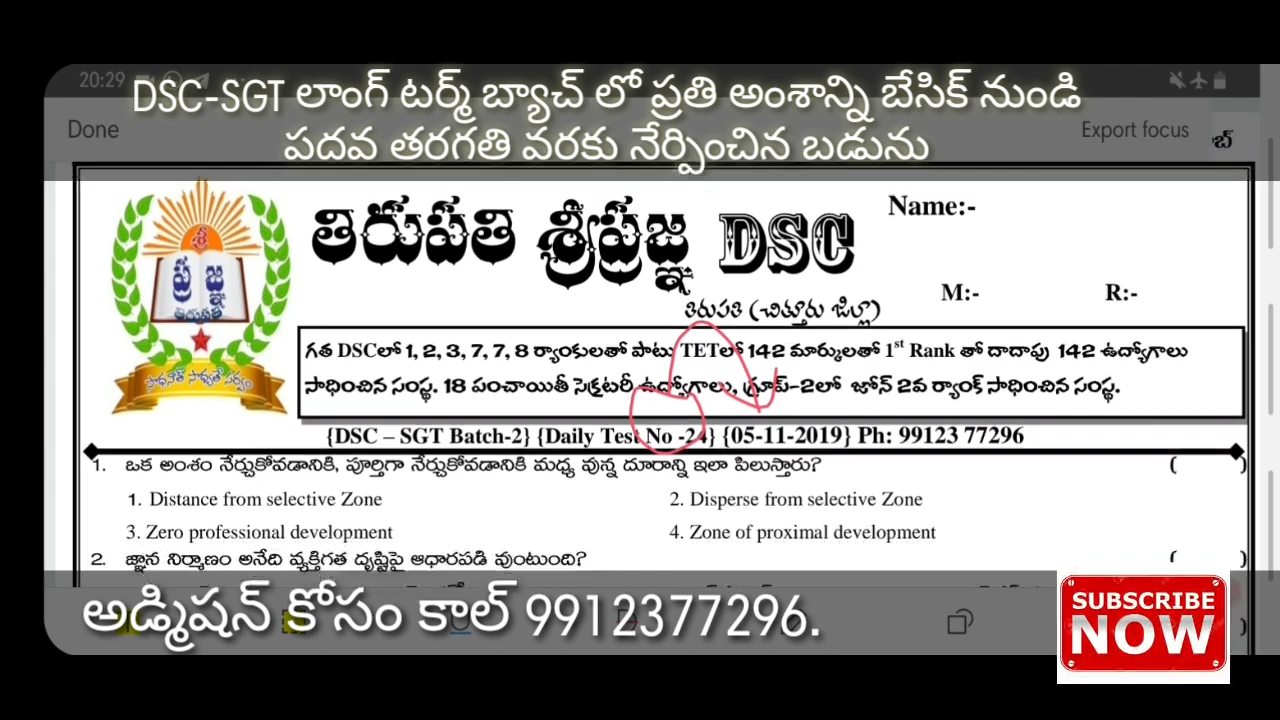 20:29
DSC-SGT లాంగ్ టర్మ్ బ్యాచ్ లో ప్రతి అంశాన్ని బేసిక్ నుండి
పదవ తరగతి వరకు నేర్పించిన బడును
Done
Export focus
తిరుపతి శ్రీప్రజ్ఞ DSC
Name:-
M:- R:-
తిరుపతి (చిత్తూరు జిల్లా)
శ్రీ
ప్రజ్ఞ
తిరుపతి
గత DSCలో 1, 2, 3, 7, 7, 8 ర్యాంకులతో పాటు TETలో 142 మార్కులతో 1st Rank తో దాదాపు 142 ఉద్యోగాలు
సాధించిన సంస్థ. 18 పంచాయితీ సెక్రటరీ ఉద్యోగాలు, గ్రూప్-2లో జోన్ 2వ ర్యాంక్ సాధించిన సంస్థ.
{DSC – SGT Batch-2} {Daily Test No -24} {05-11-2019} Ph: 99123 77296
1. ఒక అంశం నేర్చుకోవడానికి, పూర్తిగా నేర్చుకోవడానికి మధ్య వున్న దూరాన్ని ఇలా పిలుస్తారు? ( )
1. Distance from selective Zone 2. Disperse from selective Zone
3. Zero professional development 4. Zone of proximal development
2. జ్ఞాన నిర్మాణం అనేది వ్యక్తిగత దృష్టిపై ఆధారపడి వుంటుంది? ( )
అడ్మిషన్ కోసం కాల్ 9912377296.
SUBSCRIBE
NOW